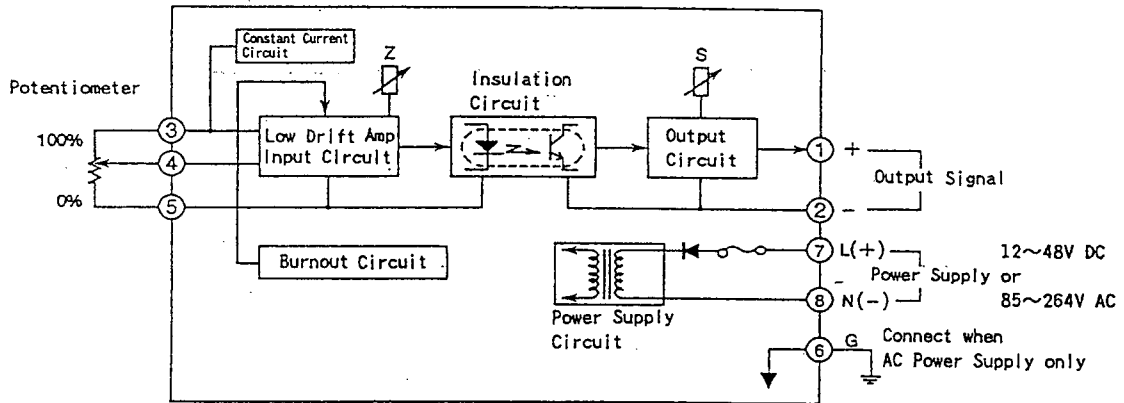 Constant Current
Circuit
Z
S
Potentiometer
Insulation
Circuit
100%
3
Low Drift Amp
Input Circuit
Output
Circuit
1
+
4
Output Signal
0%
5
2
-
Burnout Circuit
7
L(+)
12～48V DC
Power Supply or
8
N(-)
85～264V AC
Power Supply
Circuit
6
G
Connect when
AC Power Supply only